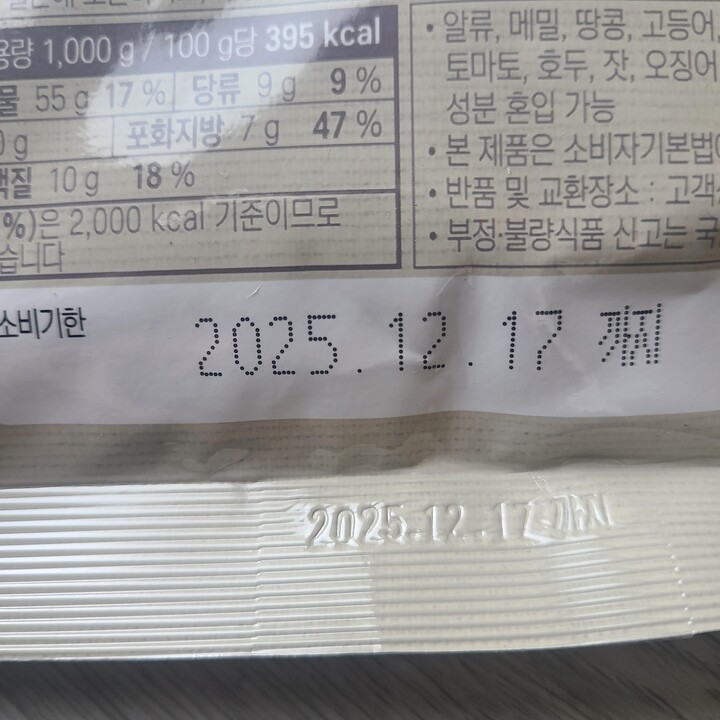 용량 1,000 g / 100 g당 395 kcal
물 55 g 17 % 당류 9 g 9 %
0 g 포화지방 7 g 47 %
백질 10 g 18 %
%)은 2,000 kcal 기준이므로
습니다
• 알류, 메밀, 땅콩, 고등어,
토마토, 호두, 잣, 오징어
성분 혼입 가능
• 본 제품은 소비자기본법에
• 반품 및 교환장소 : 고객
• 부정·불량식품 신고는 국
소비기한
2025.12.17 까지
2025.12.17 까지